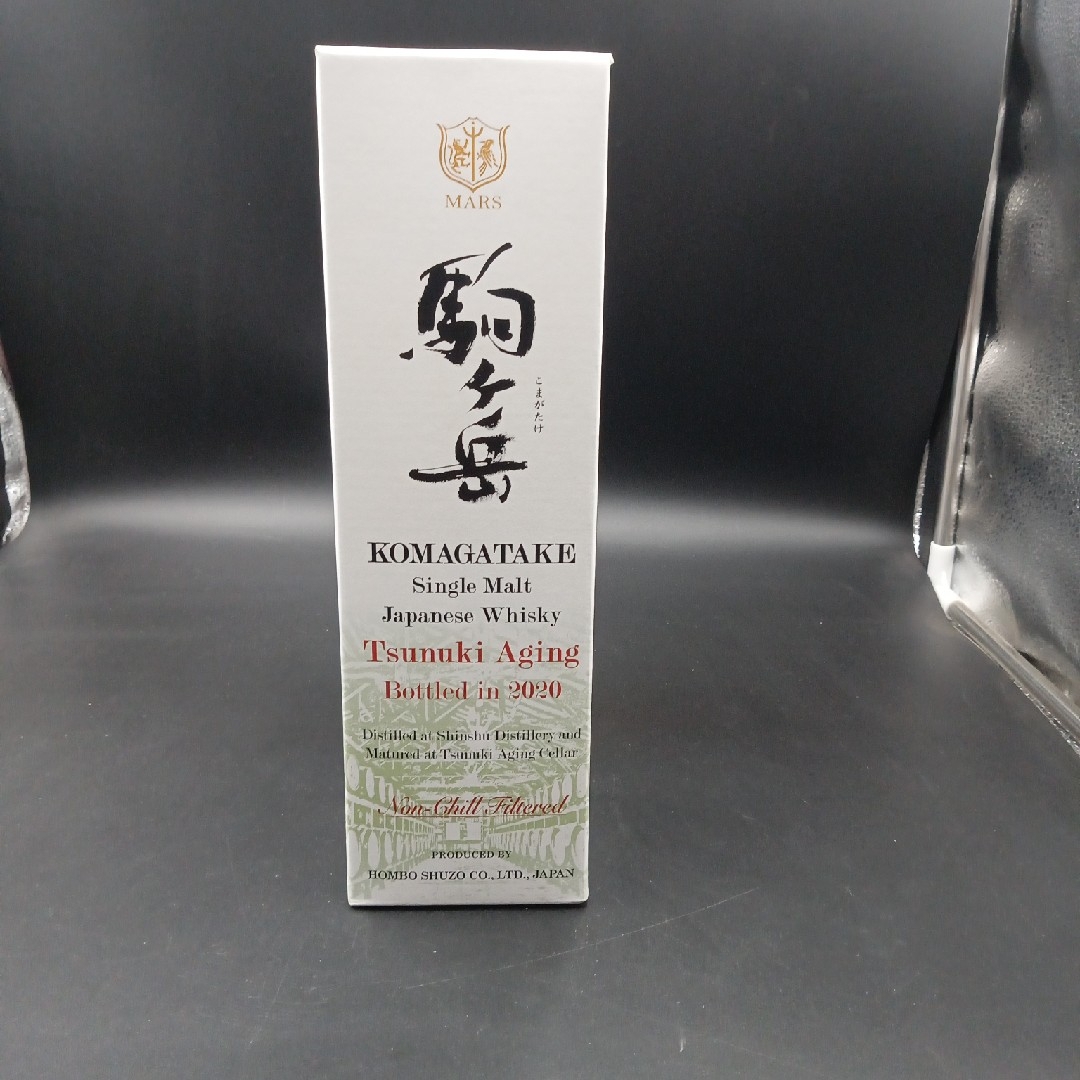 MARS
駒ヶ岳
こまがたけ
KOMAGATAKE
Single Malt
Japanese Whisky
Tsunuki Aging
Bottled in 2020
Distilled at Shinshu Distillery and
Matured at Tsunuki Aging Cellar
Non-Chill Filtered
PRODUCED BY
HOMBO SHUZO CO., LTD., JAPAN